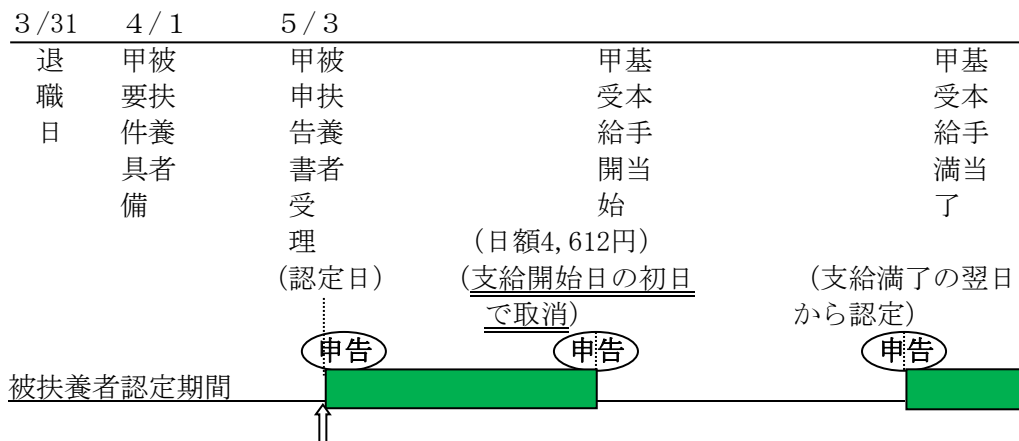 3/31 4/1 5/3
退職日
甲被
要扶
件養
具者
備
甲被
申扶
告養
書者
受
理
(認定日)
甲基
受本
給手
開当
始
(日額4,612円)
(支給開始日の初日
で取消)
甲基
受本
給手
満当
了
(支給満了の翌日
から認定)
申告 申告 申告
被扶養者認定期間